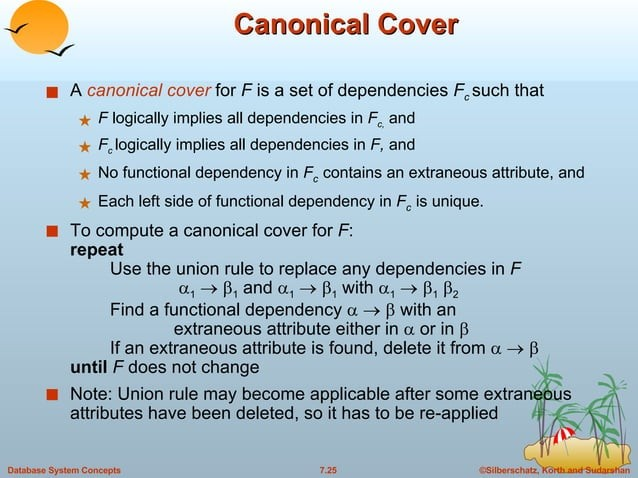 Canonical Cover
A canonical cover for F is a set of dependencies Fc such that
F logically implies all dependencies in Fc, and
Fc logically implies all dependencies in F, and
No functional dependency in Fc contains an extraneous attribute, and
Each left side of functional dependency in Fc is unique.
To compute a canonical cover for F:
repeat
Use the union rule to replace any dependencies in F
α1 → β1 and α1 → β1 with α1 → β1 β2
Find a functional dependency α → β with an
extraneous attribute either in α or in β
If an extraneous attribute is found, delete it from α → β
until F does not change
Note: Union rule may become applicable after some extraneous
attributes have been deleted, so it has to be re-applied
Database System Concepts 7.25 ©Silberschatz, Korth and Sudarshan